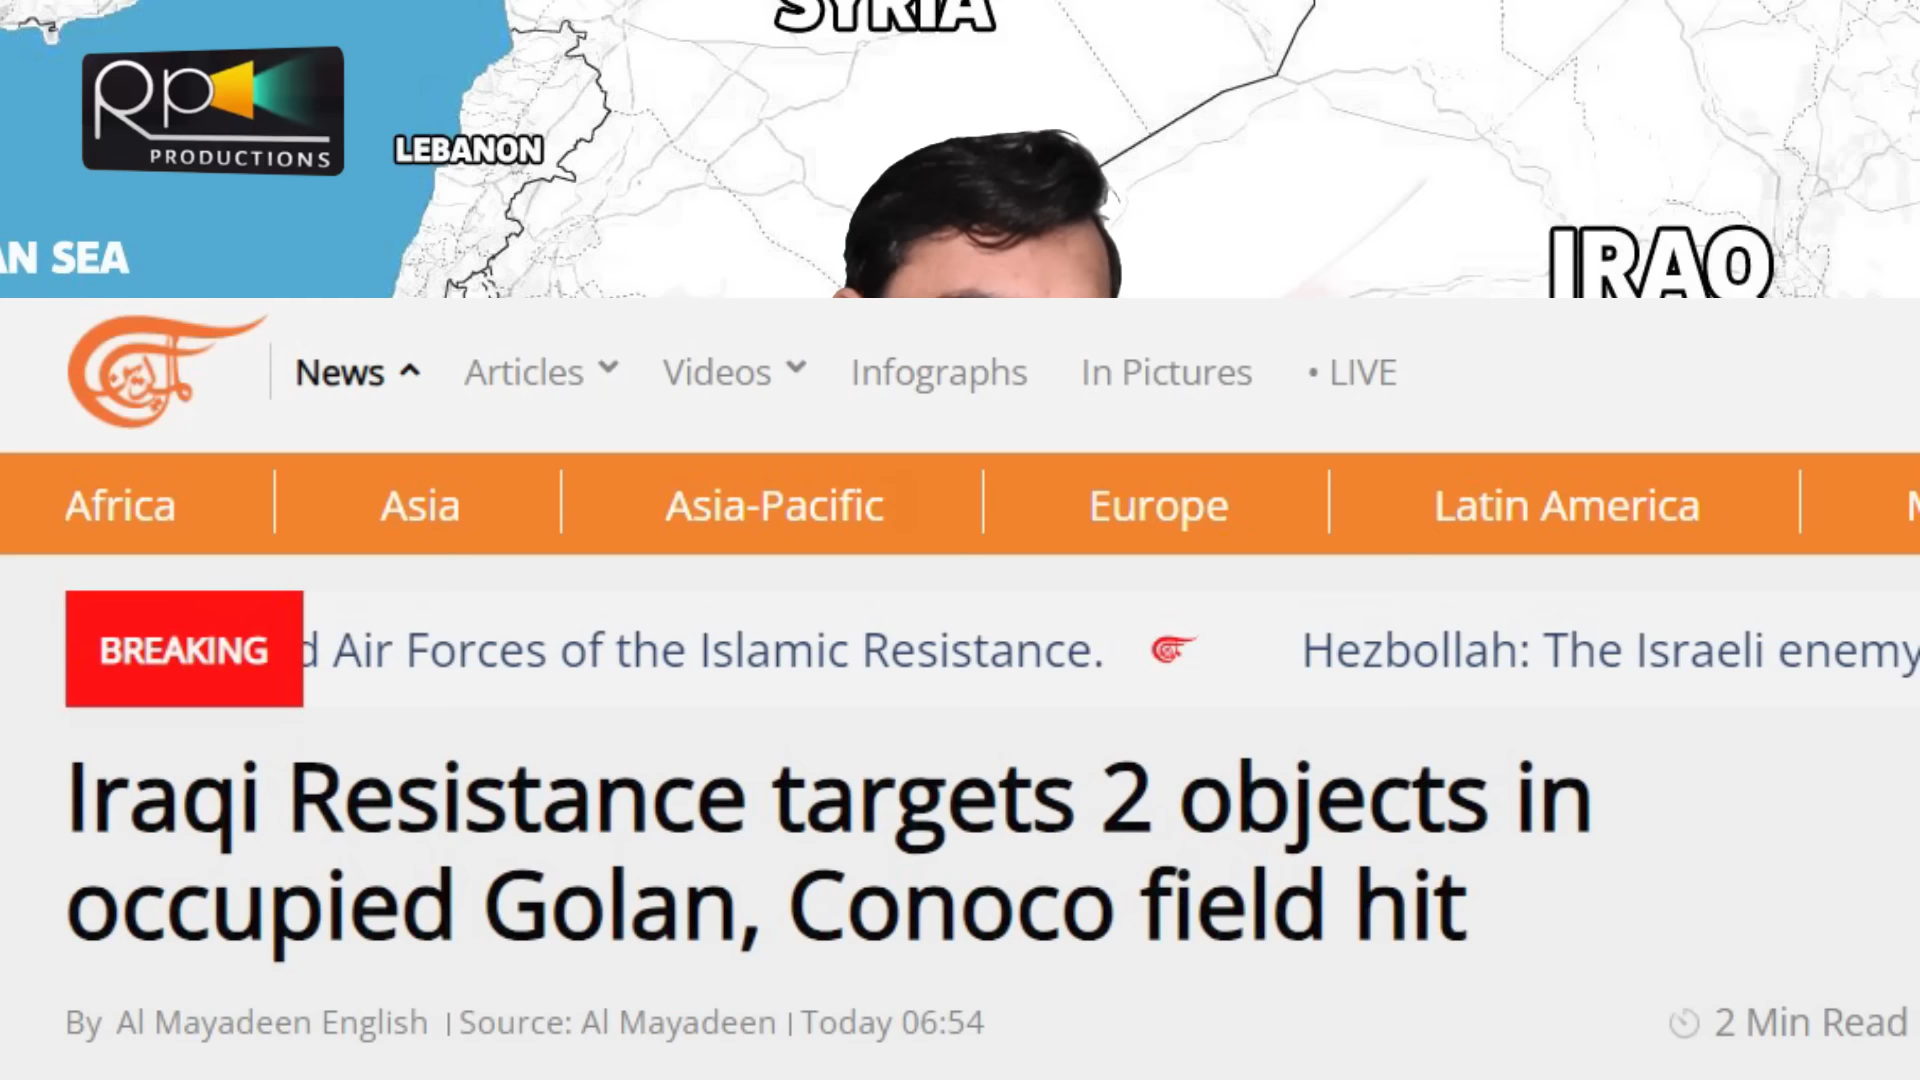 SYRIA
Rp
PRODUCTIONS
LEBANON
AN SEA
IRAQ
News Articles Videos Infographs In Pictures • LIVE
Africa Asia Asia-Pacific Europe Latin America
BREAKING d Air Forces of the Islamic Resistance. Hezbollah: The Israeli enemy
Iraqi Resistance targets 2 objects in
occupied Golan, Conoco field hit
By Al Mayadeen English | Source: Al Mayadeen | Today 06:54 2 Min Read